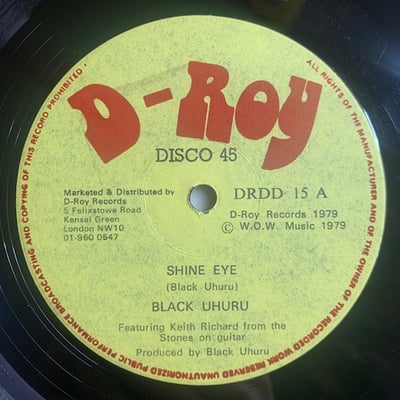 ALL RIGHTS OF THE MANUFACTURER AND OF THE OWNER OF THE RECORDED WORK RESERVED UNAUTHORIZED PUBLIC PERFORMANCE BROADCASTING AND COPYING OF THIS RECORD PROHIBITED
D-ROY
DISCO 45
Marketed & Distributed by
D-Roy Records
5 Felixstowe Road
Kensal Green
London NW10
01-960 0547
DRDD 15 A
D-Roy Records 1979
© W.O.W. Music 1979
SHINE EYE
(Black Uhuru)
BLACK UHURU
Featuring Keith Richard from the
Stones on guitar.
Produced by Black Uhuru